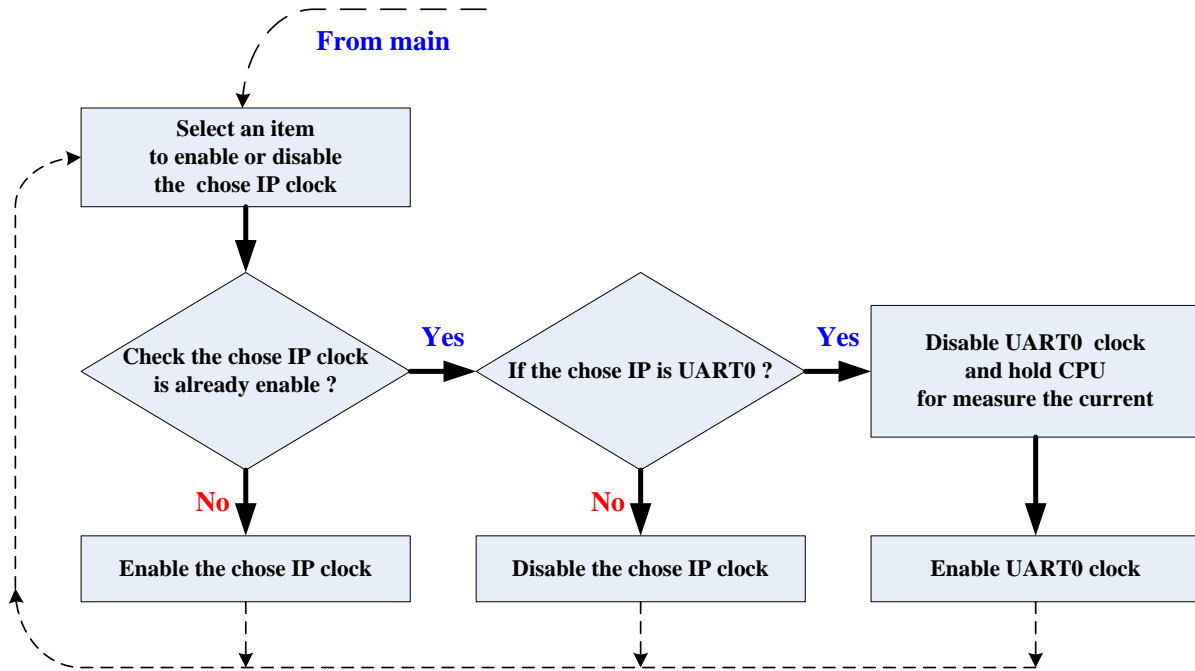 From main
Select an item
to enable or disable
the chose IP clock
Check the chose IP clock
is already enable ?
Yes
If the chose IP is UART0 ?
Yes
Disable UART0 clock
and hold CPU
for measure the current
No
No
Enable the chose IP clock
Disable the chose IP clock
Enable UART0 clock